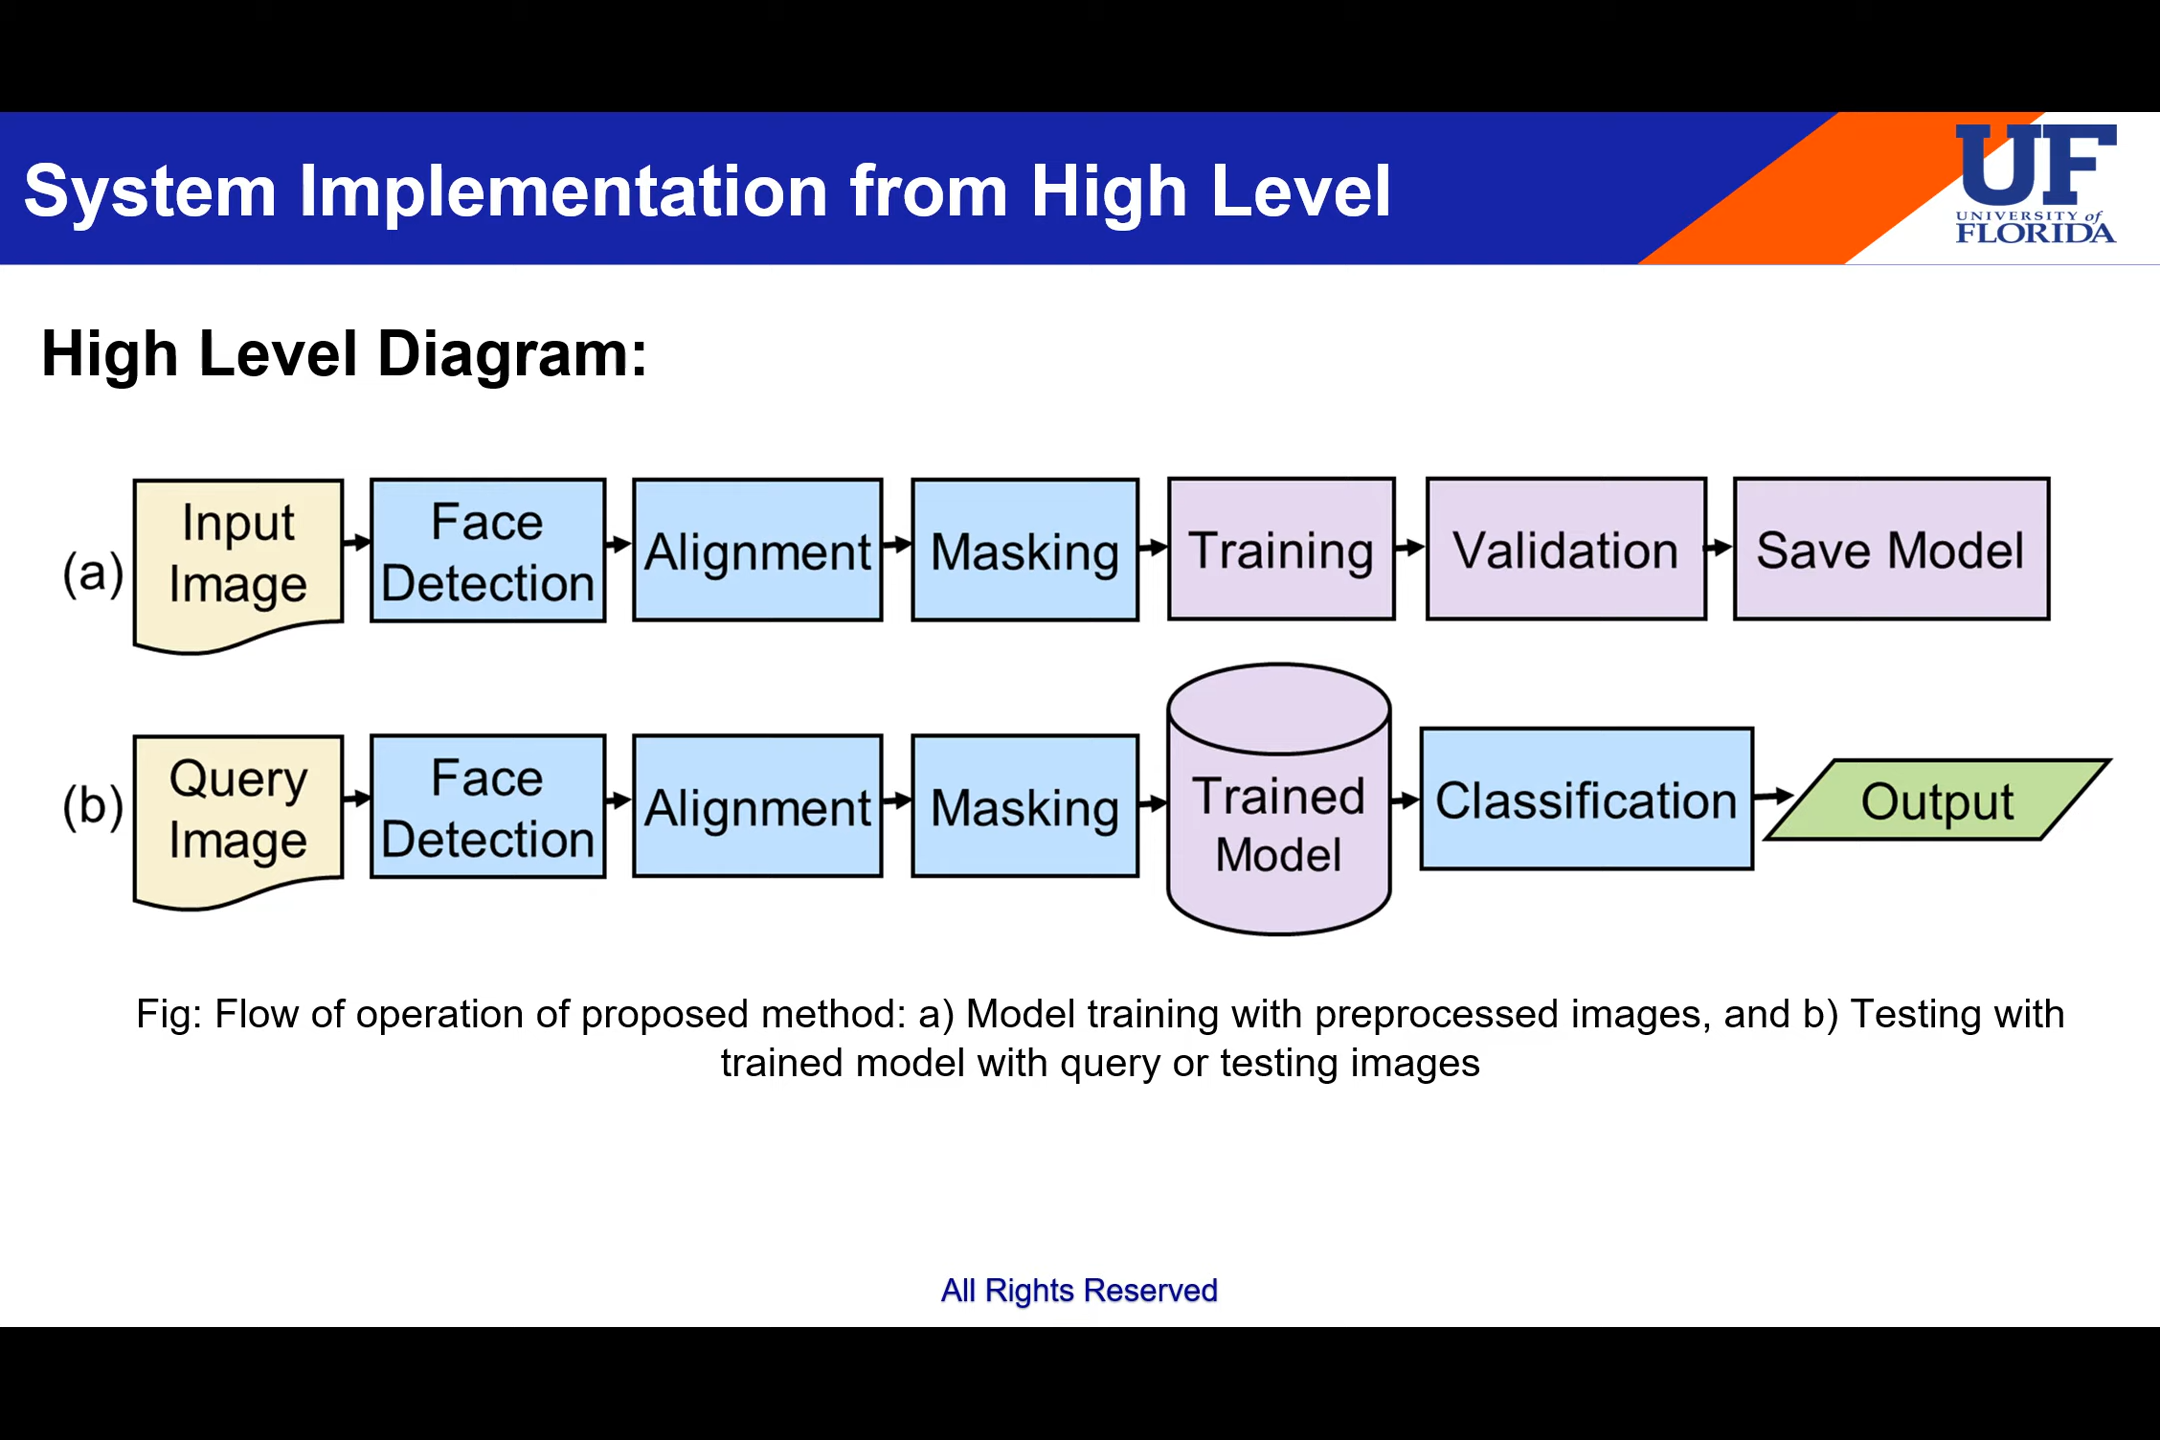 System Implementation from High Level
UF
UNIVERSITY of
FLORIDA
High Level Diagram:
(a)
Input
Image
Face
Detection
Alignment
Masking
Training
Validation
Save Model
(b)
Query
Image
Face
Detection
Alignment
Masking
Trained
Model
Classification
Output
Fig: Flow of operation of proposed method: a) Model training with preprocessed images, and b) Testing with
trained model with query or testing images
All Rights Reserved